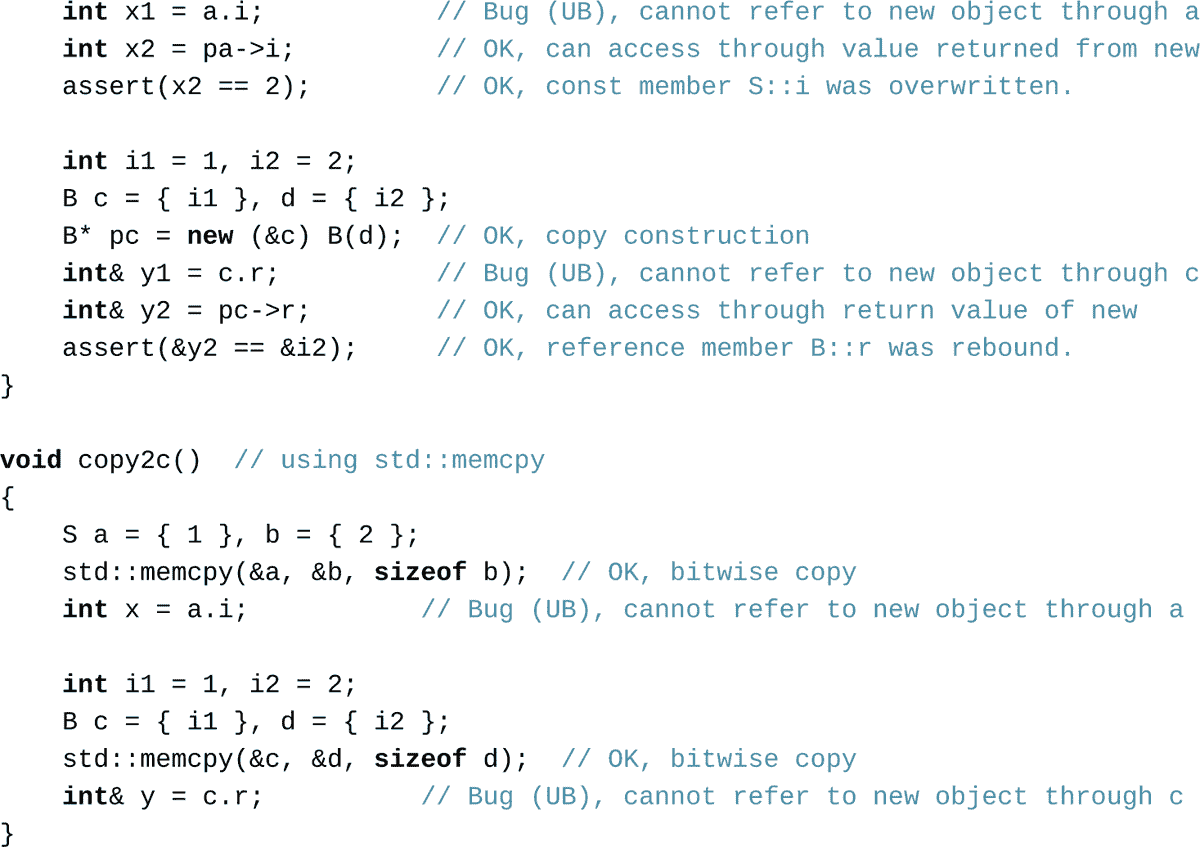 int x1 = a.i;           // Bug (UB), cannot refer to new object through a
    int x2 = pa->i;         // OK, can access through value returned from new
    assert(x2 == 2);        // OK, const member S::i was overwritten.

    int i1 = 1, i2 = 2;
    B c = { i1 }, d = { i2 };
    B* pc = new (&c) B(d);  // OK, copy construction
    int& y1 = c.r;          // Bug (UB), cannot refer to new object through c
    int& y2 = pc->r;        // OK, can access through return value of new
    assert(&y2 == &i2);     // OK, reference member B::r was rebound.
}

void copy2c()  // using std::memcpy
{
    S a = { 1 }, b = { 2 };
    std::memcpy(&a, &b, sizeof b);  // OK, bitwise copy
    int x = a.i;           // Bug (UB), cannot refer to new object through a

    int i1 = 1, i2 = 2;
    B c = { i1 }, d = { i2 };
    std::memcpy(&c, &d, sizeof d);  // OK, bitwise copy
    int& y = c.r;          // Bug (UB), cannot refer to new object through c
}